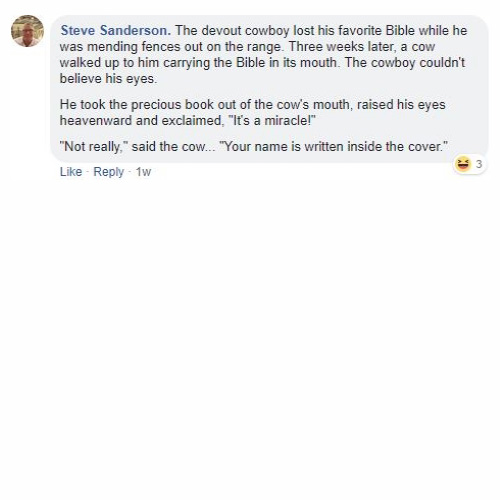 Steve Sanderson. The devout cowboy lost his favorite Bible while he
was mending fences out on the range. Three weeks later, a cow
walked up to him carrying the Bible in its mouth. The cowboy couldn't
believe his eyes.
He took the precious book out of the cow's mouth, raised his eyes
heavenward and exclaimed, "It's a miracle!"
"Not really," said the cow... "Your name is written inside the cover."
3
Like · Reply · 1w